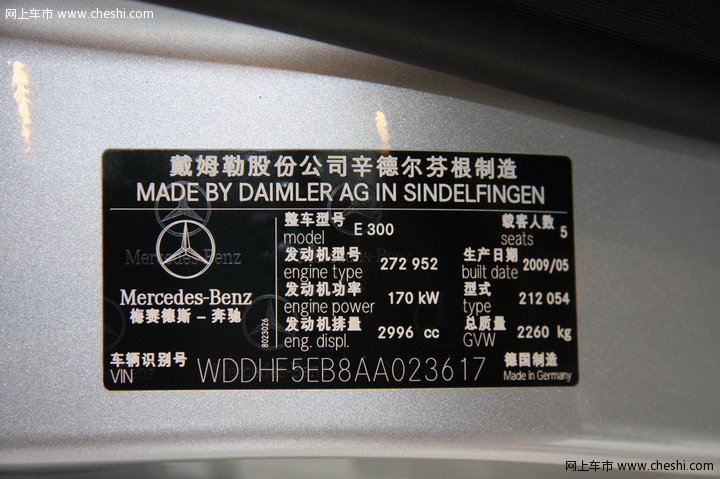 网上车市 - www.cheshi.com
戴姆勒股份公司辛德尔芬根制造
MADE BY DAIMLER AG IN SINDELFINGEN
Mercedes-Benz
Mercedes-Benz
Mercedes-Benz
梅赛德斯 - 奔驰
8023026
整车型号
model E 300
载客人数
seats 5
发动机型号
engine type 272 952
生产日期
built date 2009/05
发动机功率
engine power 170 kW
型式
type 212 054
发动机排量
eng. displ. 2996 cc
总质量
GVW 2260 kg
车辆识别号
VIN WDDHF5EB8AA023617
德国制造
Made in Germany
网上车市 - www.cheshi.com